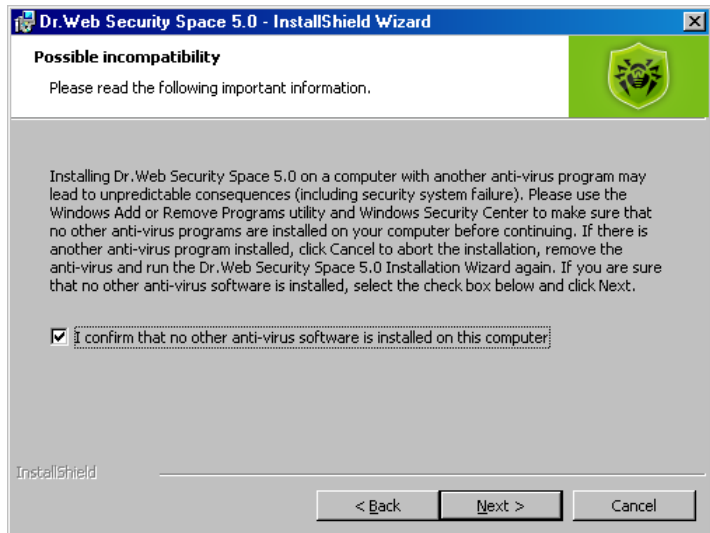 Dr.Web Security Space 5.0 - InstallShield Wizard
Possible incompatibility
Please read the following important information.
Installing Dr.Web Security Space 5.0 on a computer with another anti-virus program may
lead to unpredictable consequences (including security system failure). Please use the
Windows Add or Remove Programs utility and Windows Security Center to make sure that
no other anti-virus programs are installed on your computer before continuing. If there is
another anti-virus program installed, click Cancel to abort the installation, remove the
anti-virus and run the Dr.Web Security Space 5.0 Installation Wizard again. If you are sure
that no other anti-virus software is installed, select the check box below and click Next.
I confirm that no other anti-virus software is installed on this computer
InstallShield
< Back Next > Cancel